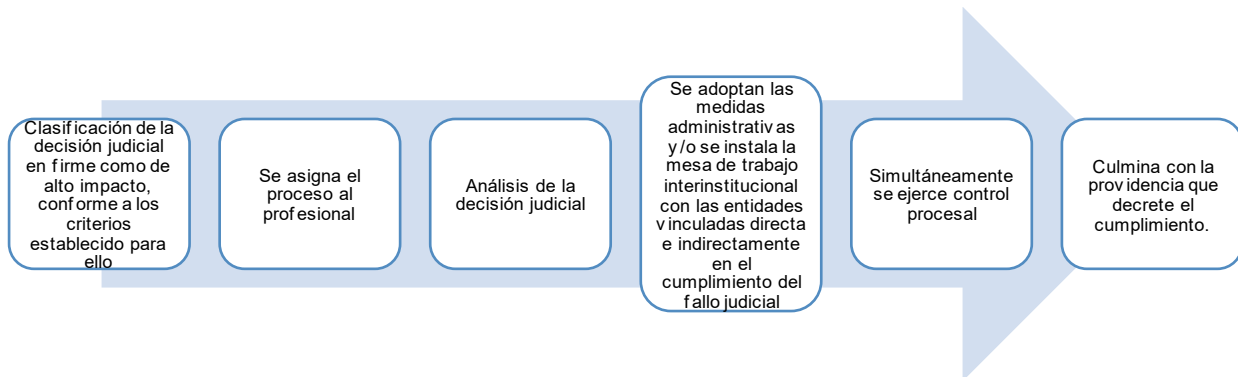 Clasificación de la
decisión judicial
en firme como de
alto impacto,
conforme a los
criterios
establecido para
ello
Se asigna el
proceso al
profesional
Análisis de la
decisión judicial
Se adoptan las
medidas
administrativas
y/o se instala la
mesa de trabajo
interinstitucional
con las entidades
vinculadas directa
e indirectamente
en el
cumplimiento del
fallo judicial
Simultáneamente
se ejerce control
procesal
Culmina con la
providencia que
decrete el
cumplimiento.